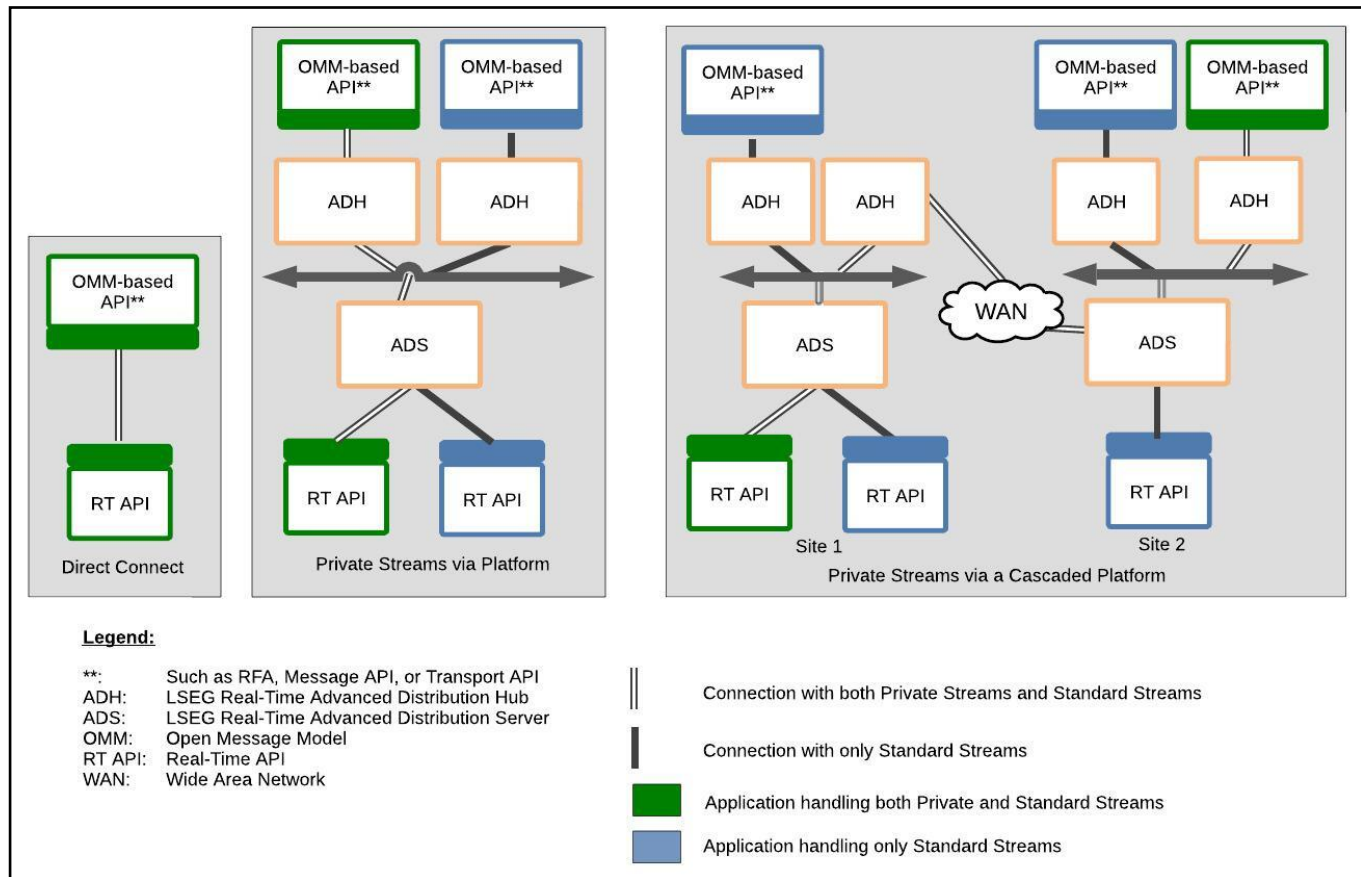 OMM-based
API**
RT API
Direct Connect
OMM-based
API**
OMM-based
API**
ADH
ADH
ADS
RT API
RT API
Private Streams via Platform
OMM-based
API**
OMM-based
API**
OMM-based
API**
ADH
ADH
ADH
ADH
WAN
ADS
ADS
RT API
RT API
RT API
Site 1
Site 2
Private Streams via a Cascaded Platform
Legend:
**: Such as RFA, Message API, or Transport API
ADH: LSEG Real-Time Advanced Distribution Hub
ADS: LSEG Real-Time Advanced Distribution Server
OMM: Open Message Model
RT API: Real-Time API
WAN: Wide Area Network
Connection with both Private Streams and Standard Streams
Connection with only Standard Streams
Application handling both Private and Standard Streams
Application handling only Standard Streams